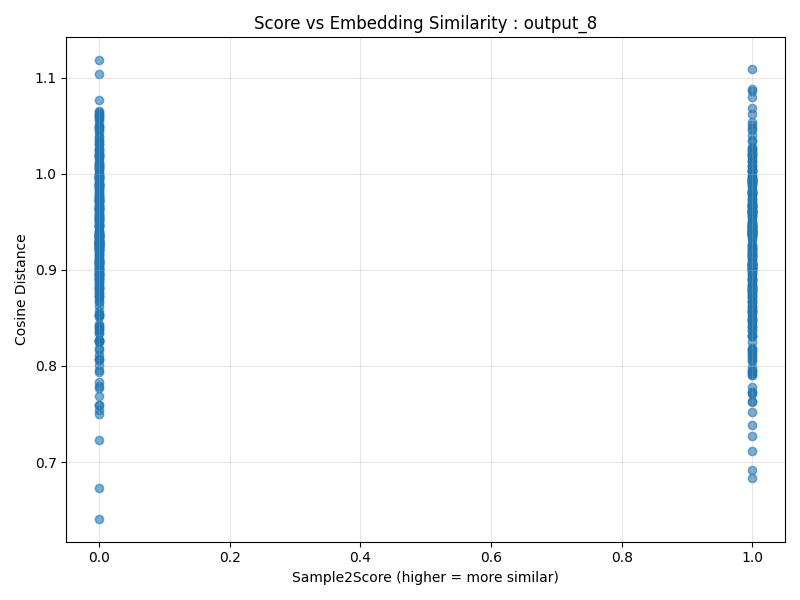 Score vs Embedding Similarity : output_8
Cosine Distance
1.1
1.0
0.9
0.8
0.7
0.0 0.2 0.4 0.6 0.8 1.0
Sample2Score (higher = more similar)